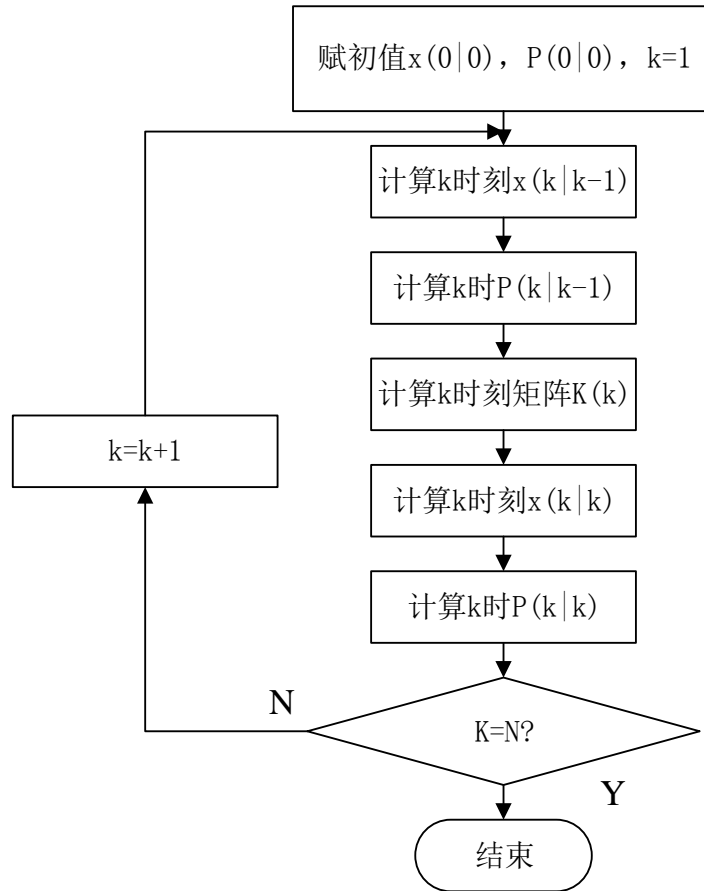 赋初值x(0|0), P(0|0), k=1
计算k时刻x(k|k-1)
计算k时P(k|k-1)
计算k时刻矩阵K(k)
k=k+1
计算k时刻x(k|k)
计算k时P(k|k)
N
K=N?
Y
结束